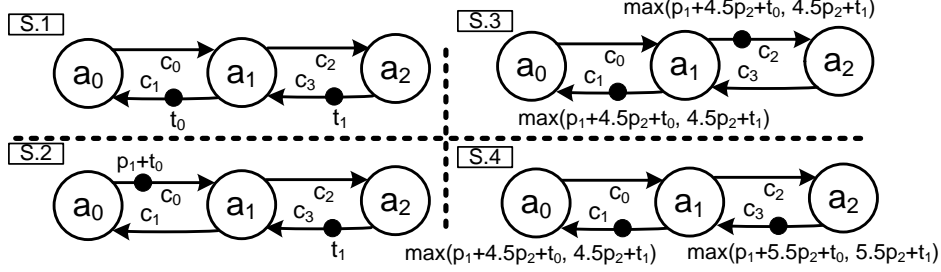 S.1
a0 c0 a1 c2 a2
c1 c3
t0 t1
S.2
p1+t0
a0 c0 a1 c2 a2
c1 c3
t1
S.3
max(p1+4.5p2+t0, 4.5p2+t1)
a0 c0 a1 c2 a2
c1 c3
max(p1+4.5p2+t0, 4.5p2+t1)
S.4
a0 c0 a1 c2 a2
c1 c3
max(p1+4.5p2+t0, 4.5p2+t1) max(p1+5.5p2+t0, 5.5p2+t1)